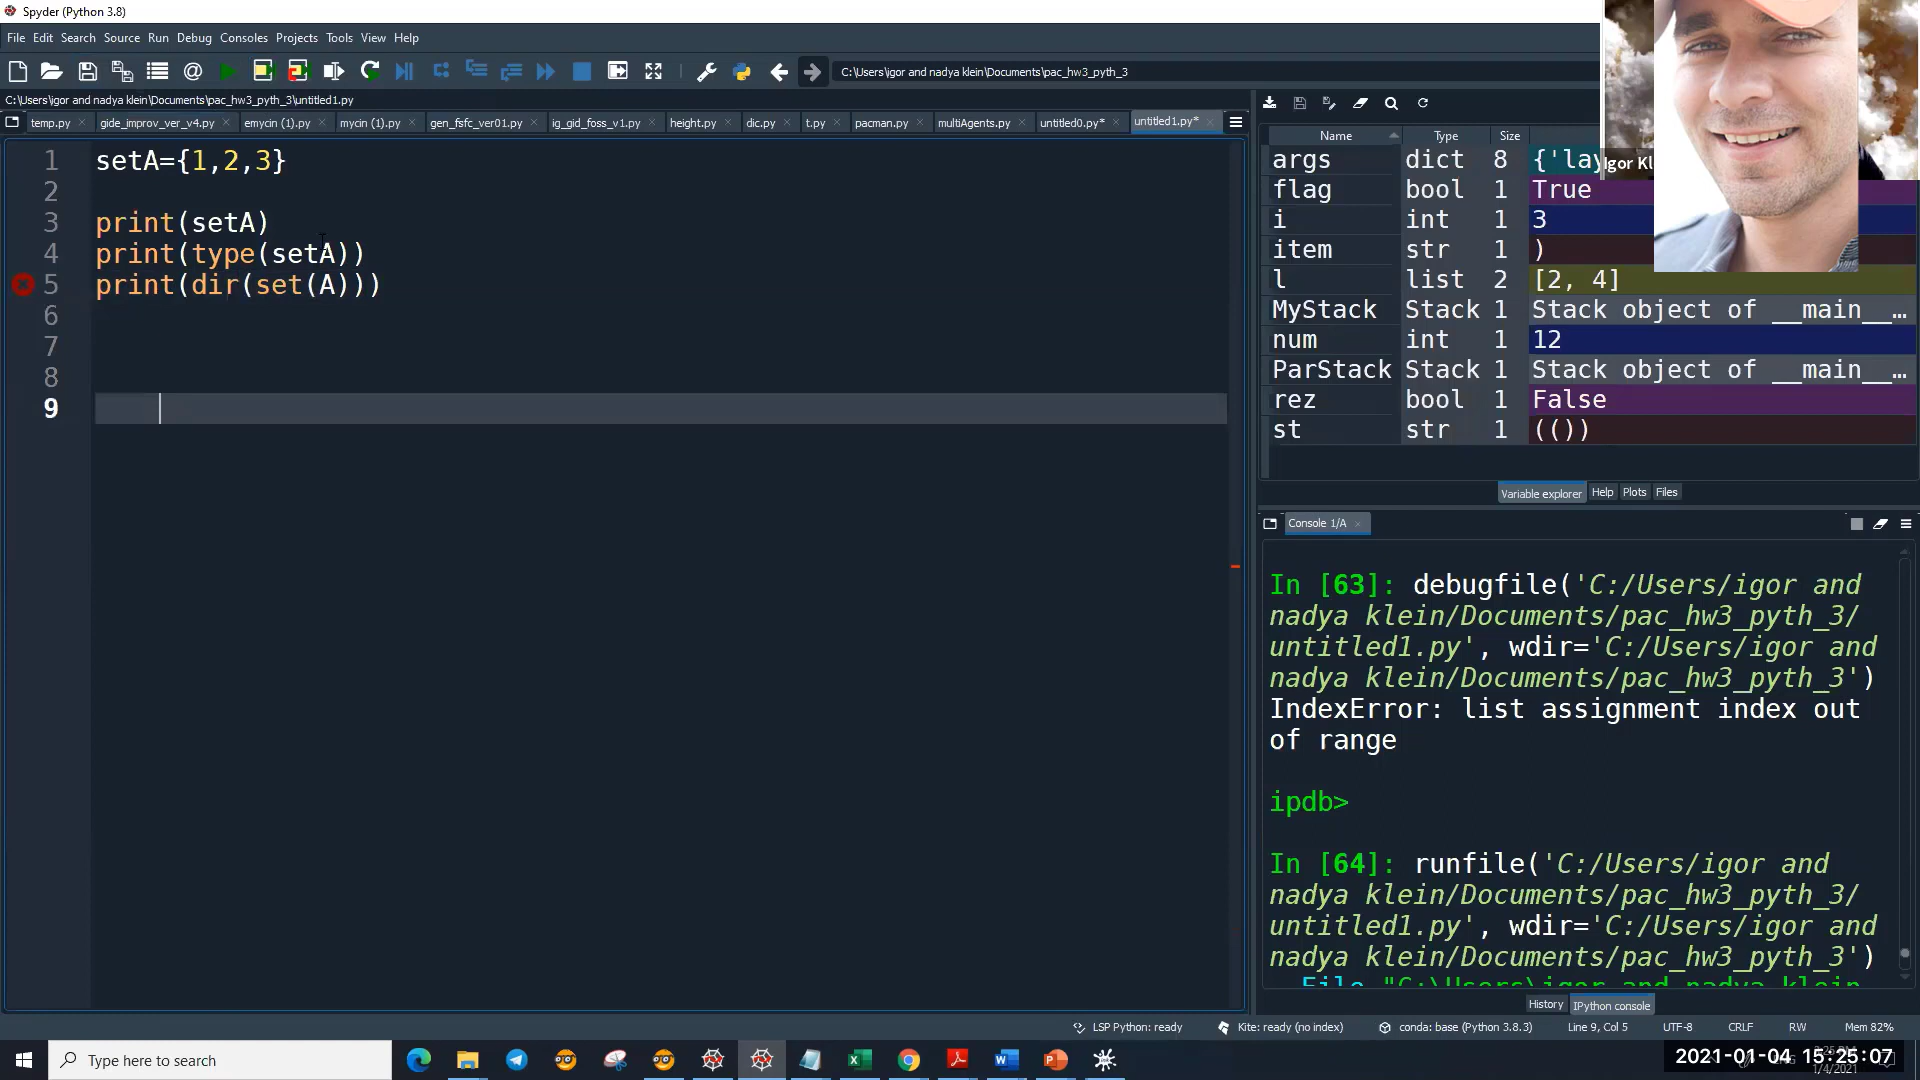 Spyder (Python 3.8)
File Edit Search Source Run Debug Consoles Projects Tools View Help
C:\Users\igor and nadya klein\Documents\pac_hw3_pyth_3
C:\Users\igor and nadya klein\Documents\pac_hw3_pyth_3\untitled1.py
temp.py gide_improv_ver_v4.py emycin (1).py mycin (1).py gen_fsfc_ver01.py ig_gid_foss_v1.py height.py dic.py t.py pacman.py multiAgents.py untitled0.py* untitled1.py*
1 setA={1,2,3}
2
3 print(setA)
4 print(type(setA))
5 print(dir(set(A)))
6
7
8
9
Name Type Size
args dict 8 {'lay
flag bool 1 True
i int 1 3
item str 1 )
l list 2 [2, 4]
MyStack Stack 1 Stack object of __main__…
num int 1 12
ParStack Stack 1 Stack object of __main__…
rez bool 1 False
st str 1 (())
Igor Kl
Variable explorer Help Plots Files
Console 1/A
In [63]: debugfile('C:/Users/igor and
nadya klein/Documents/pac_hw3_pyth_3/
untitled1.py', wdir='C:/Users/igor and
nadya klein/Documents/pac_hw3_pyth_3')
IndexError: list assignment index out
of range
ipdb>
In [64]: runfile('C:/Users/igor and
nadya klein/Documents/pac_hw3_pyth_3/
untitled1.py', wdir='C:/Users/igor and
nadya klein/Documents/pac_hw3_pyth_3')
File "C:\Users\igor and nadya klein
History IPython console
LSP Python: ready Kite: ready (no index) conda: base (Python 3.8.3) Line 9, Col 5 UTF-8 CRLF RW Mem 82%
Type here to search
2021-01-04 15:25:07
1/4/2021